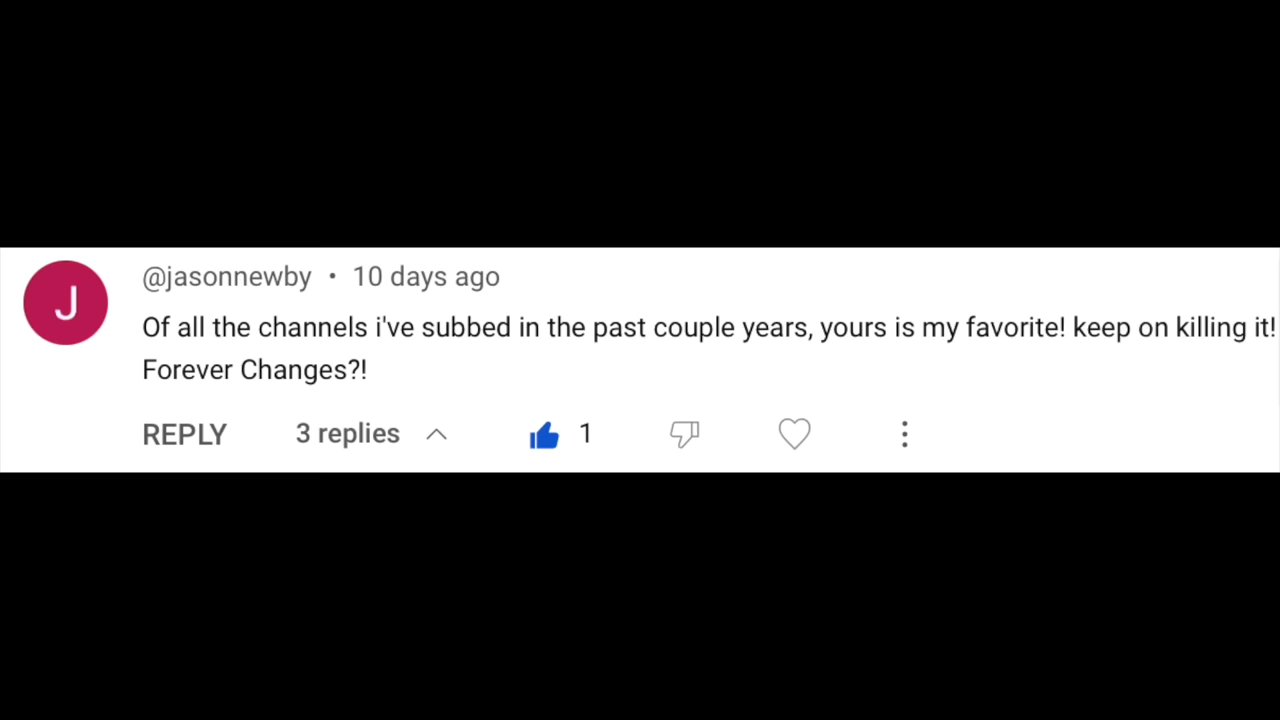 J
@jasonnewby • 10 days ago
Of all the channels i've subbed in the past couple years, yours is my favorite! keep on killing it!
Forever Changes?!
REPLY 3 replies 1